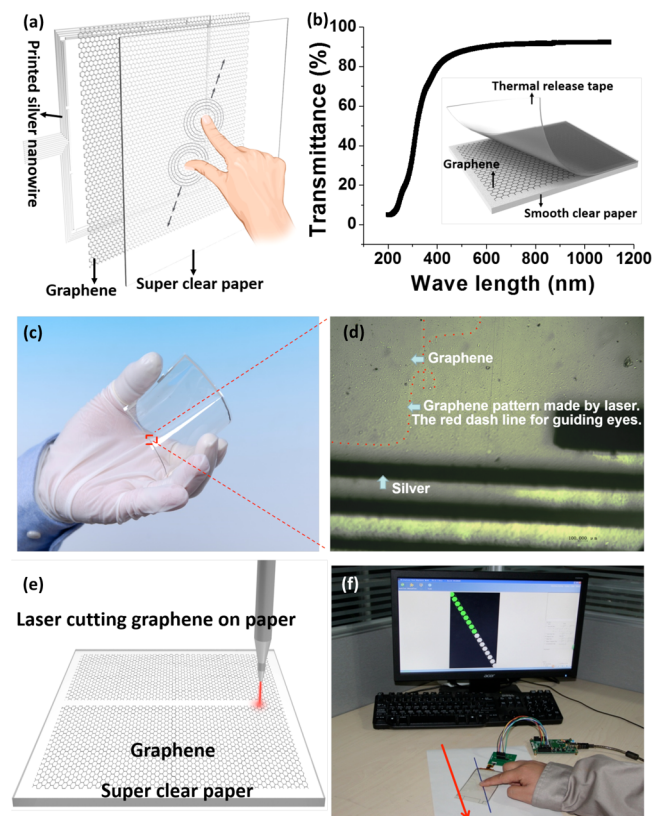 (a)
Printed silver nanowire
Graphene
Super clear paper
(b)
Transmittance (%)
100
80
60
40
20
0
Thermal release tape
Graphene
Smooth clear paper
200 400 600 800 1000 1200
Wave length (nm)
(c)
(d)
Graphene
Graphene pattern made by laser.
The red dash line for guiding eyes.
Silver
(e)
Laser cutting graphene on paper
Graphene
Super clear paper
(f)
acer